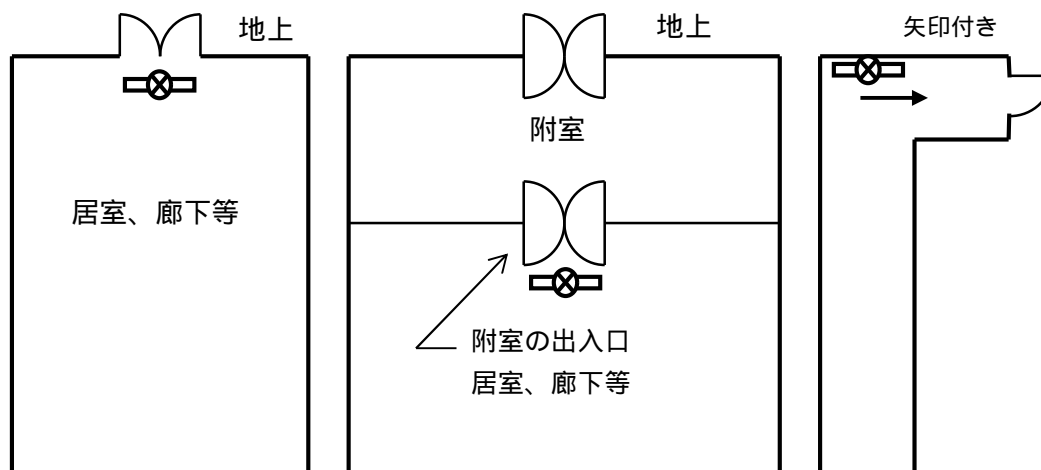 地上
居室、廊下等
地上
附室
附室の出入口
居室、廊下等
矢印付き